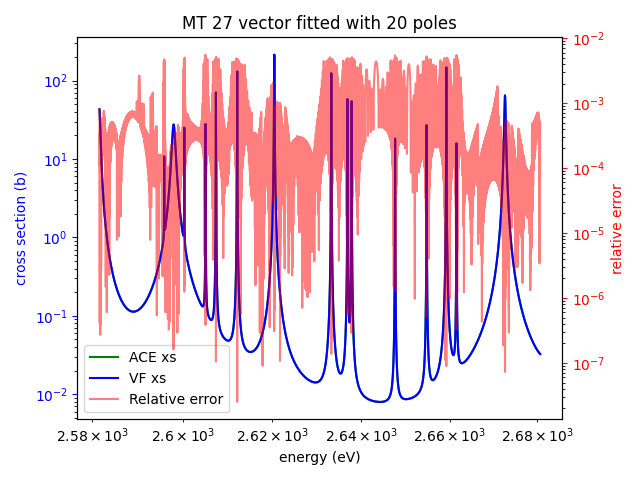 MT 27 vector fitted with 20 poles
10²
10¹
10⁰
10⁻¹
10⁻²
cross section (b)
10⁻²
10⁻³
10⁻⁴
10⁻⁵
10⁻⁶
10⁻⁷
relative error
ACE xs
VF xs
Relative error
2.58×10³ 2.6×10³ 2.62×10³ 2.64×10³ 2.66×10³ 2.68×10³
energy (eV)